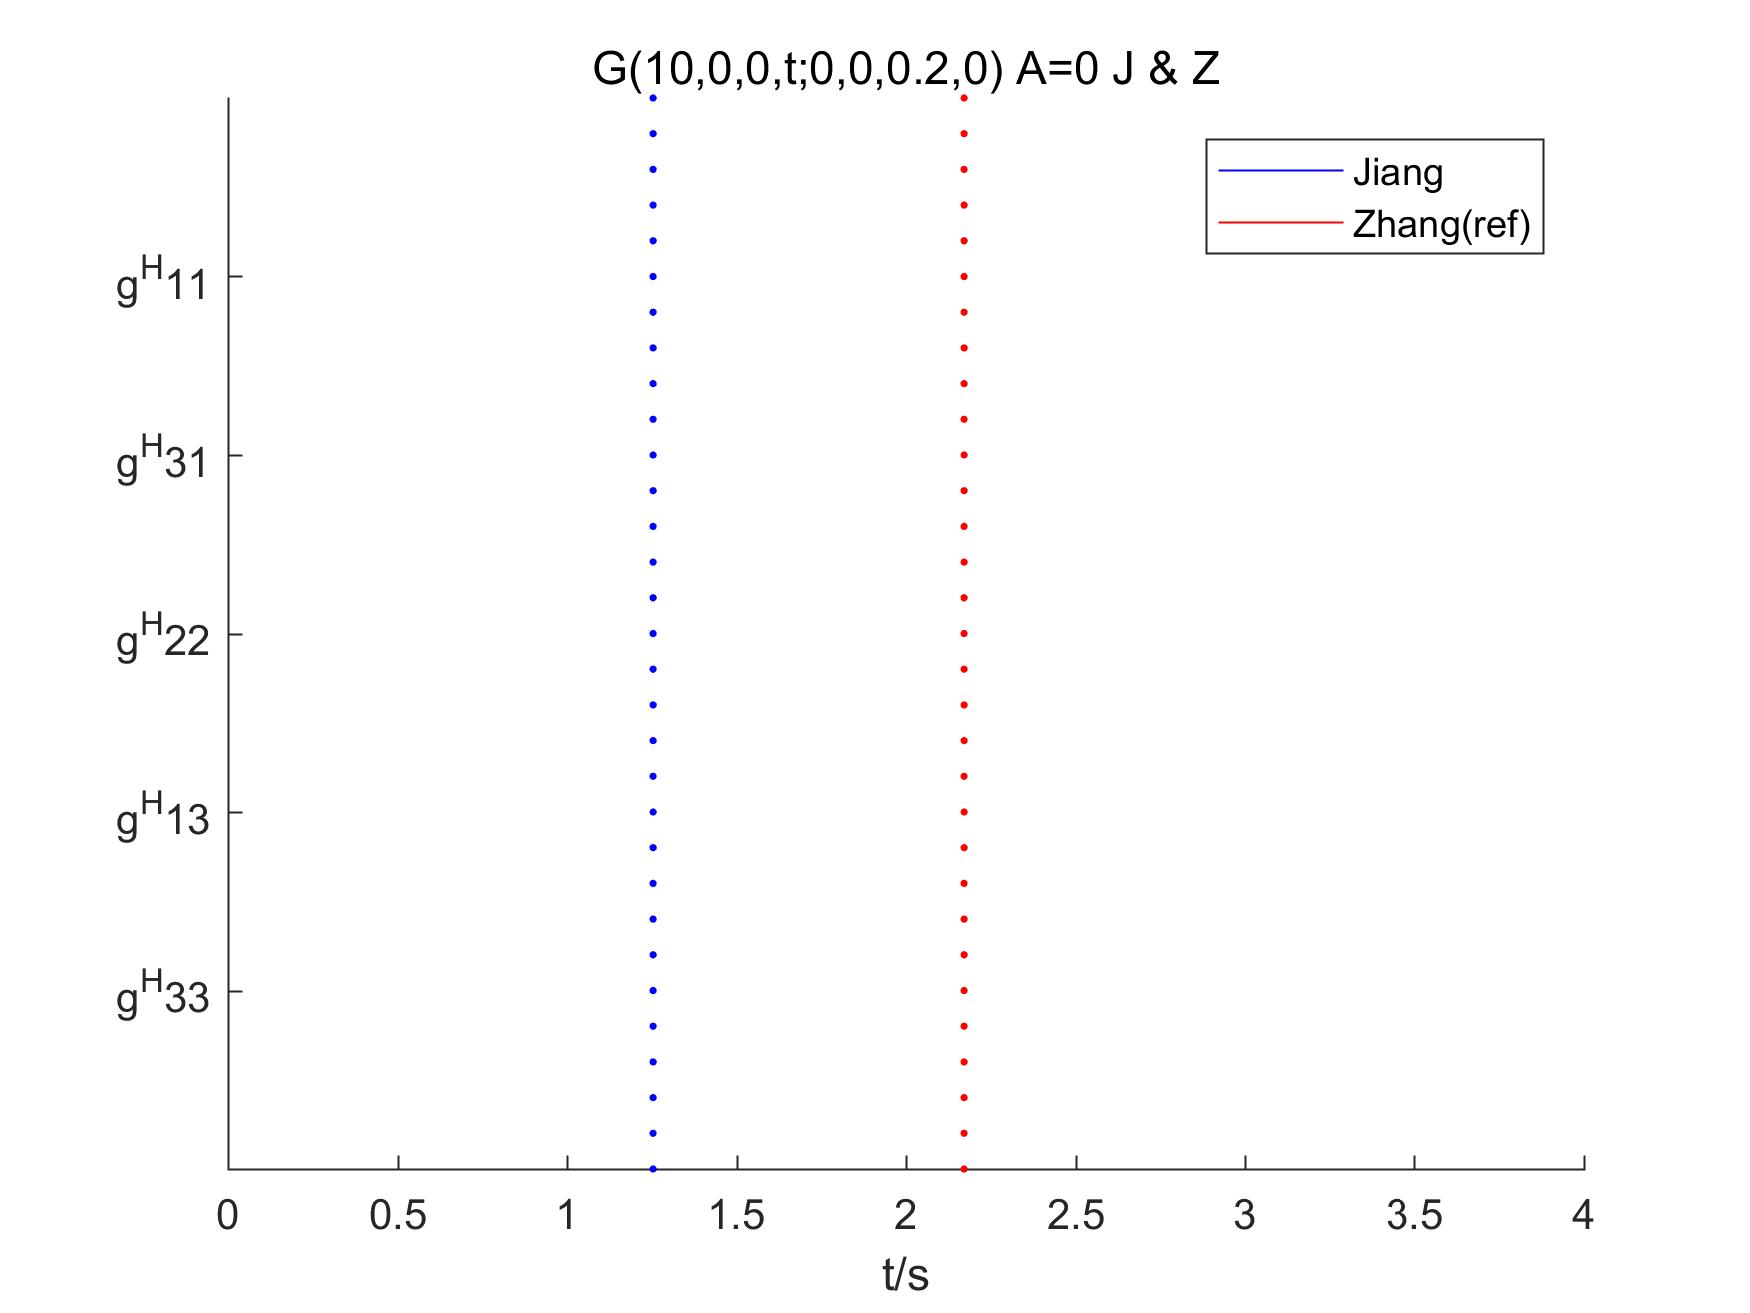 G(10,0,0,t;0,0,0.2,0) A=0 J & Z
Jiang
Zhang(ref)
gᴴ11
gᴴ31
gᴴ22
gᴴ13
gᴴ33
0 0.5 1 1.5 2 2.5 3 3.5 4
t/s